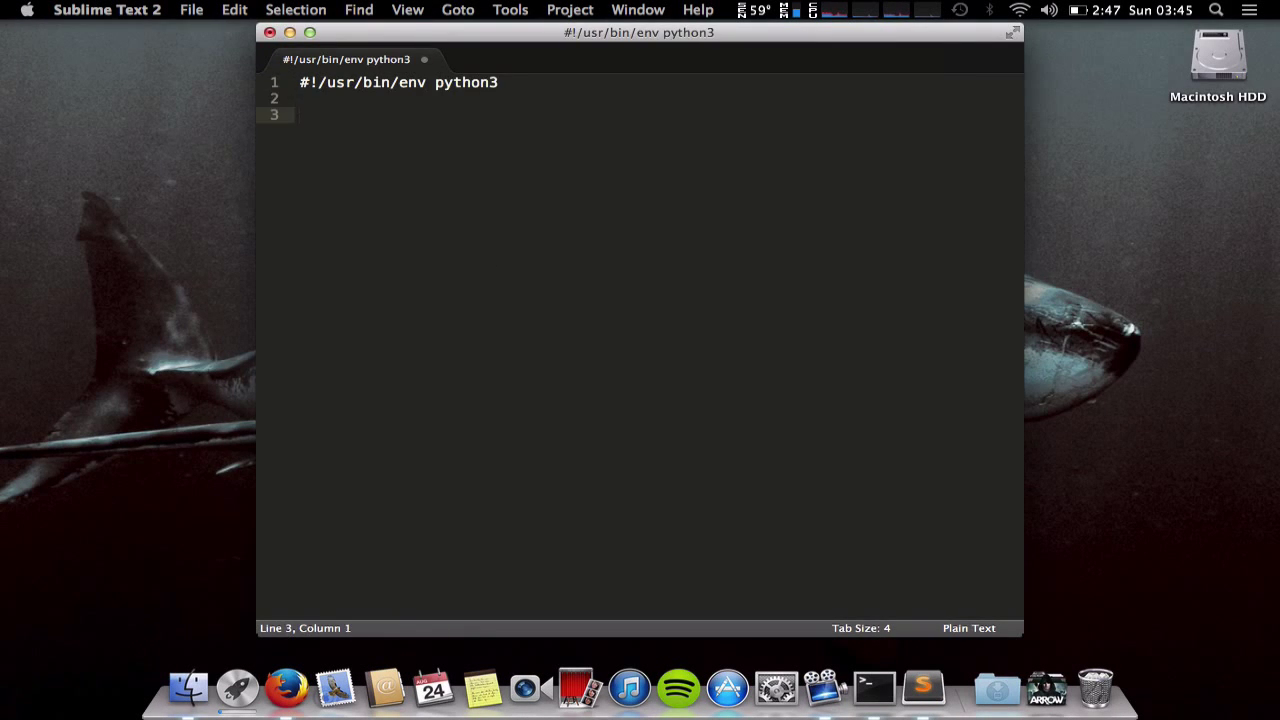 Sublime Text 2 File Edit Selection Find View Goto Tools Project Window Help SEN 59° MEM 2:47 Sun 03:45
#!/usr/bin/env python3
Macintosh HDD
#!/usr/bin/env python3
1 #!/usr/bin/env python3
2
3
Line 3, Column 1 Tab Size: 4 Plain Text
AUG
24
ARROW